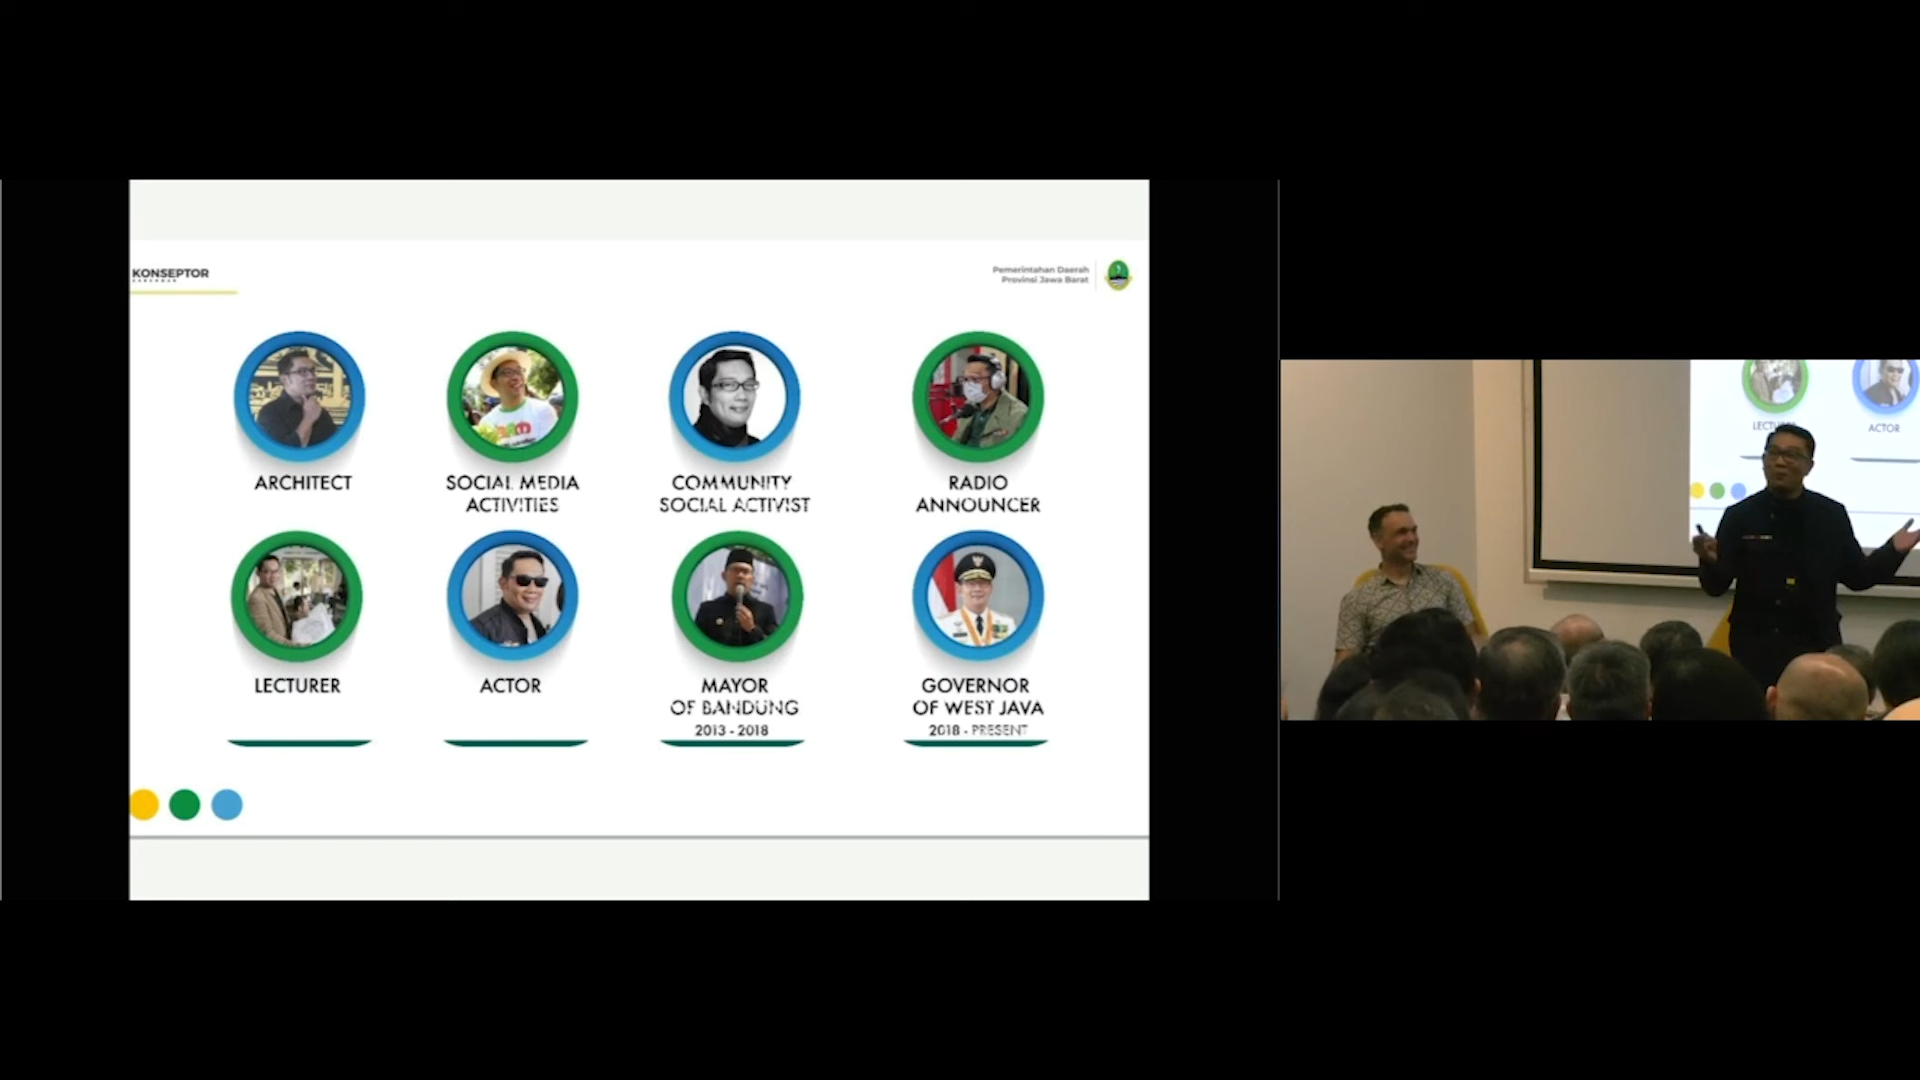 KONSEPTOR
Pemerintahan Daerah
Provinsi Jawa Barat
ARCHITECT
SOCIAL MEDIA
ACTIVITIES
COMMUNITY
SOCIAL ACTIVIST
RADIO
ANNOUNCER
LECTURER
ACTOR
MAYOR
OF BANDUNG
2013 - 2018
GOVERNOR
OF WEST JAVA
2018 - PRESENT
LECTURER
ACTOR